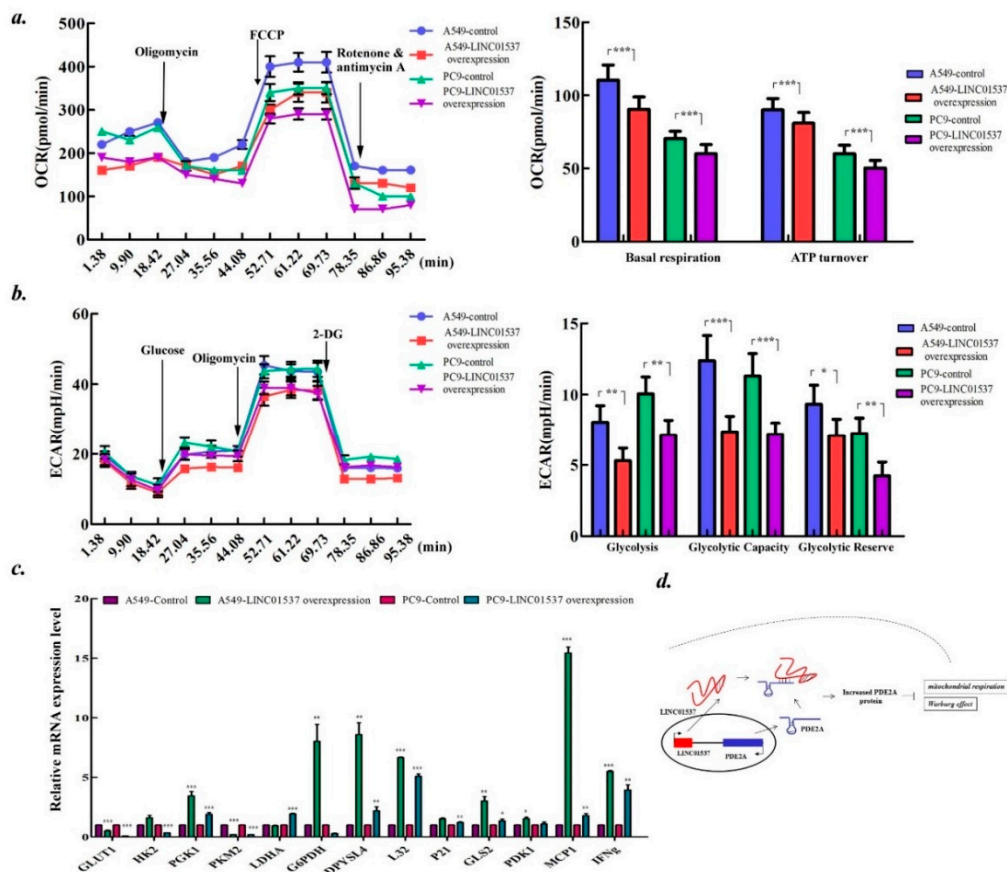 a.
OCR(pmol/min)
500
400
300
200
100
0
Oligomycin
FCCP
Rotenone &
antimycin A
1.38
9.90
18.42
27.04
35.56
44.08
52.71
61.22
69.73
78.35
86.86
95.38
(min)
A549-control
A549-LINC01537
overexpression
PC9-control
PC9-LINC01537
overexpression
OCR(pmol/min)
150
100
50
0
***
***
***
***
Basal respiration
ATP turnover
A549-control
A549-LINC01537
overexpression
PC9-control
PC9-LINC01537
overexpression
b.
ECAR(mpH/min)
60
40
20
0
Glucose
Oligomycin
2-DG
1.38
9.90
18.42
27.04
35.56
44.08
52.71
61.22
69.73
78.35
86.86
95.38
(min)
A549-control
A549-LINC01537
overexpression
PC9-control
PC9-LINC01537
overexpression
ECAR(mpH/min)
15
10
5
0
**
**
***
***
*
**
Glycolysis
Glycolytic Capacity
Glycolytic Reserve
A549-control
A549-LINC01537
overexpression
PC9-control
PC9-LINC01537
overexpression
c.
A549-Control
A549-LINC01537 overexpression
PC9-Control
PC9-LINC01537 overexpression
Relative mRNA expression level
20
15
10
5
0
*** ***
***
*** ***
*** ***
***
**
** **
*** ***
**
** *
*
*** **
*** **
GLUT1
HK2
PGK1
PKM2
LDHA
G6PDH
DPYSL4
L32
P21
GLS2
PDK1
MCP1
IFNg
d.
LINC01537
LINC01537
PDE2A
PDE2A
Increased PDE2A
protein
mitochondrial respiration
Warburg effect